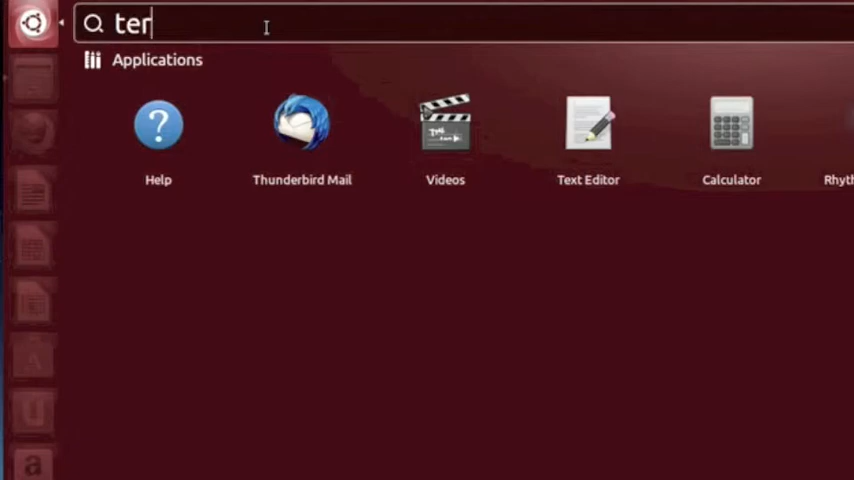 ter
Applications
Help Thunderbird Mail Videos Text Editor Calculator